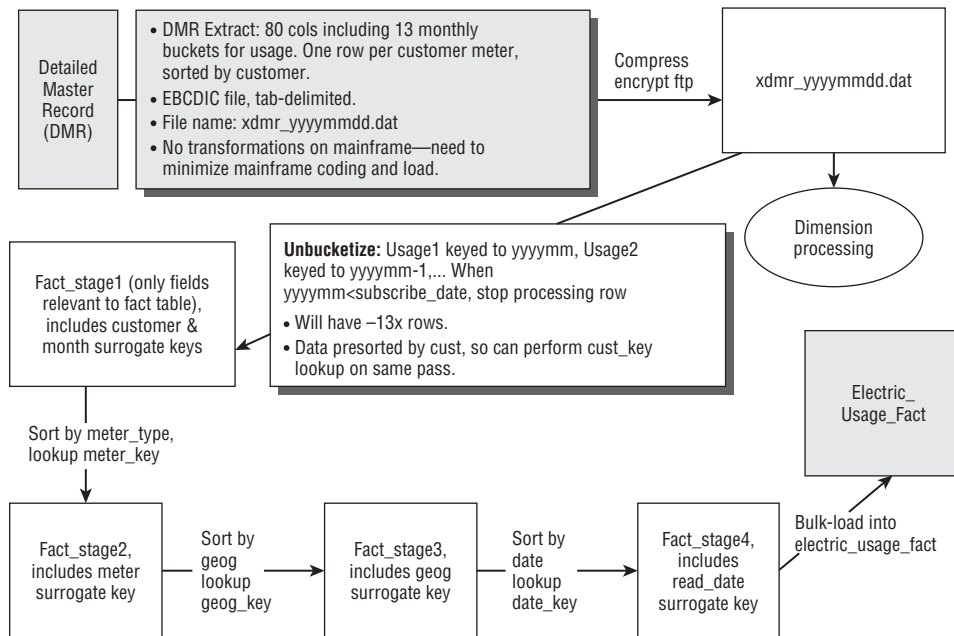 Detailed
Master
Record
(DMR)
• DMR Extract: 80 cols including 13 monthly
buckets for usage. One row per customer meter,
sorted by customer.
• EBCDIC file, tab-delimited.
• File name: xdmr_yyyymmdd.dat
• No transformations on mainframe—need to
minimize mainframe coding and load.
Compress
encrypt ftp
xdmr_yyyymmdd.dat
Dimension
processing
Unbucketize: Usage1 keyed to yyyymm, Usage2
keyed to yyyymm-1,... When
yyyymm<subscribe_date, stop processing row
• Will have ~13x rows.
• Data presorted by cust, so can perform cust_key
lookup on same pass.
Fact_stage1 (only fields
relevant to fact table),
includes customer &
month surrogate keys
Sort by meter_type,
lookup meter_key
Fact_stage2,
includes meter
surrogate key
Sort by
geog
lookup
geog_key
Fact_stage3,
includes geog
surrogate key
Sort by
date
lookup
date_key
Fact_stage4,
includes
read_date
surrogate key
Bulk-load into
electric_usage_fact
Electric_
Usage_Fact